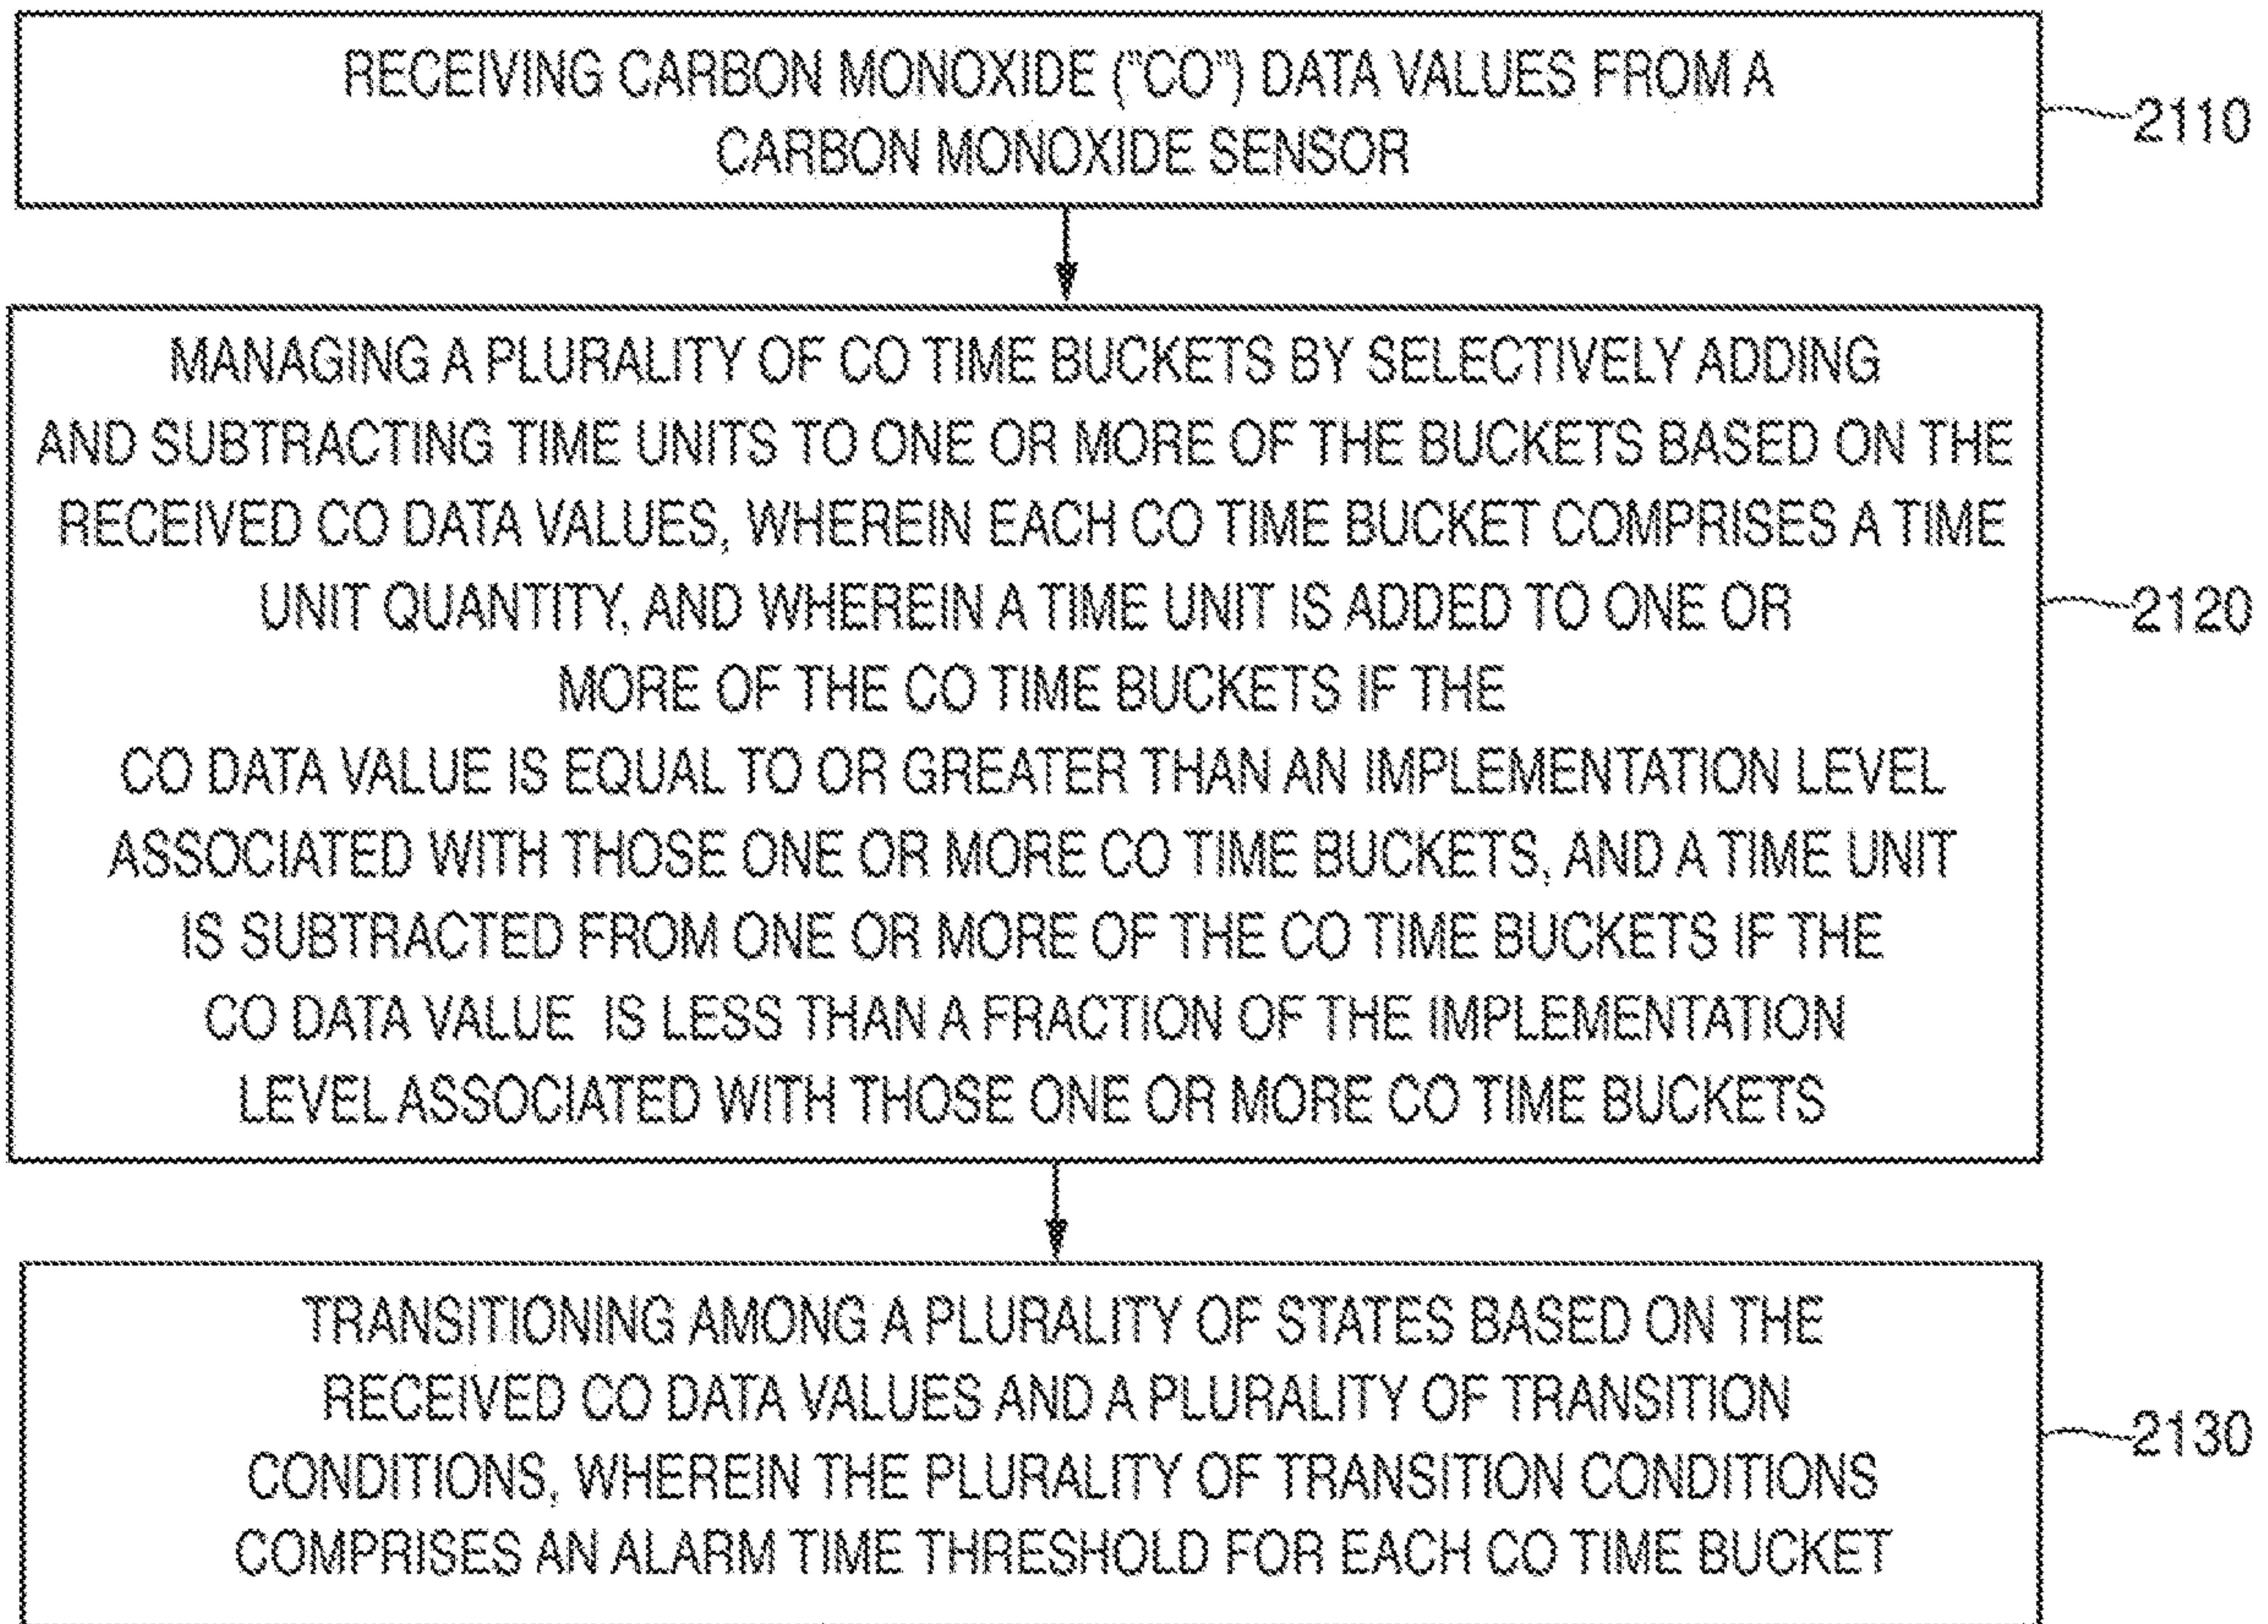 RECEIVING CARBON MONOXIDE ("CO") DATA VALUES FROM A
CARBON MONOXIDE SENSOR
2110
MANAGING A PLURALITY OF CO TIME BUCKETS BY SELECTIVELY ADDING
AND SUBTRACTING TIME UNITS TO ONE OR MORE OF THE BUCKETS BASED ON THE
RECEIVED CO DATA VALUES, WHEREIN EACH CO TIME BUCKET COMPRISES A TIME
UNIT QUANTITY, AND WHEREIN A TIME UNIT IS ADDED TO ONE OR
MORE OF THE CO TIME BUCKETS IF THE
CO DATA VALUE IS EQUAL TO OR GREATER THAN AN IMPLEMENTATION LEVEL
ASSOCIATED WITH THOSE ONE OR MORE CO TIME BUCKETS, AND A TIME UNIT
IS SUBTRACTED FROM ONE OR MORE OF THE CO TIME BUCKETS IF THE
CO DATA VALUE IS LESS THAN A FRACTION OF THE IMPLEMENTATION
LEVEL ASSOCIATED WITH THOSE ONE OR MORE CO TIME BUCKETS
2120
TRANSITIONING AMONG A PLURALITY OF STATES BASED ON THE
RECEIVED CO DATA VALUES AND A PLURALITY OF TRANSITION
CONDITIONS, WHEREIN THE PLURALITY OF TRANSITION CONDITIONS
COMPRISES AN ALARM TIME THRESHOLD FOR EACH CO TIME BUCKET
2130